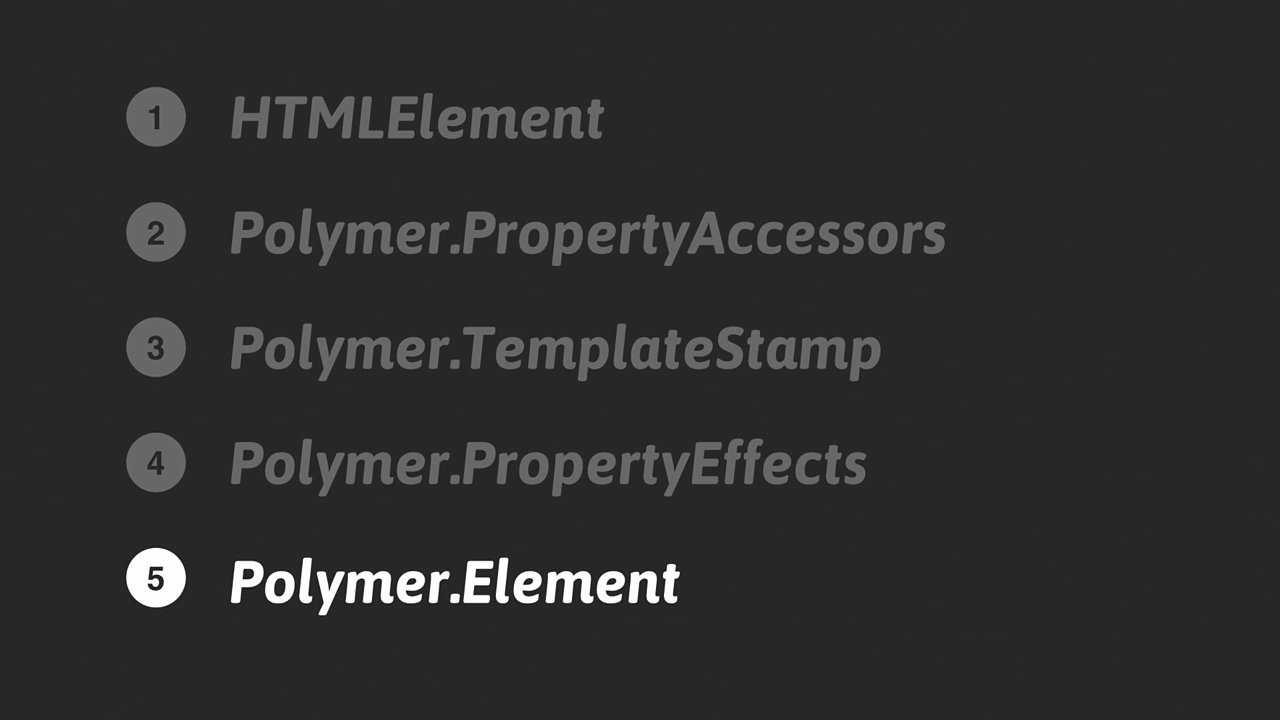 1 HTMLElement
2 Polymer.PropertyAccessors
3 Polymer.TemplateStamp
4 Polymer.PropertyEffects
5 Polymer.Element